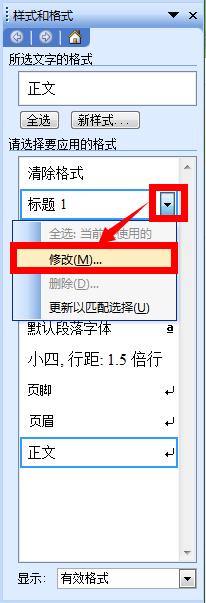 样式和格式
所选文字的格式
正文
全选 新样式...
请选择要应用的格式
清除格式
标题 1
全选: 当前 使用的
修改(M)...
删除(D)...
更新以匹配选择(U)
默认段落字体 a
小四, 行距: 1.5 倍行
页脚
页眉
正文
显示: 有效格式